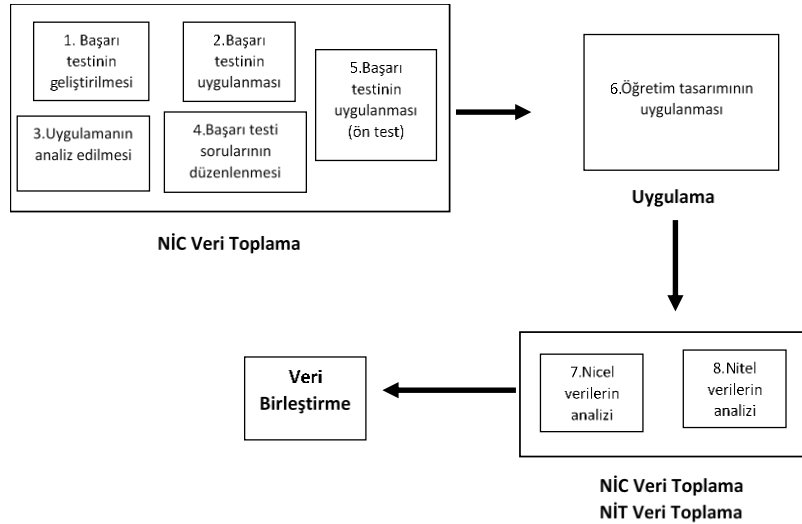 1. Başarı
testinin
geliştirilmesi
2.Başarı
testinin
uygulanması
3.Uygulamanın
analiz edilmesi
4.Başarı testi
sorularının
düzenlenmesi
5.Başarı
testinin
uygulanması
(ön test)
NİC Veri Toplama
6.Öğretim tasarımının
uygulanması
Uygulama
7.Nicel
verilerin
analizi
8.Nitel
verilerin
analizi
NİC Veri Toplama
NİT Veri Toplama
Veri
Birleştirme